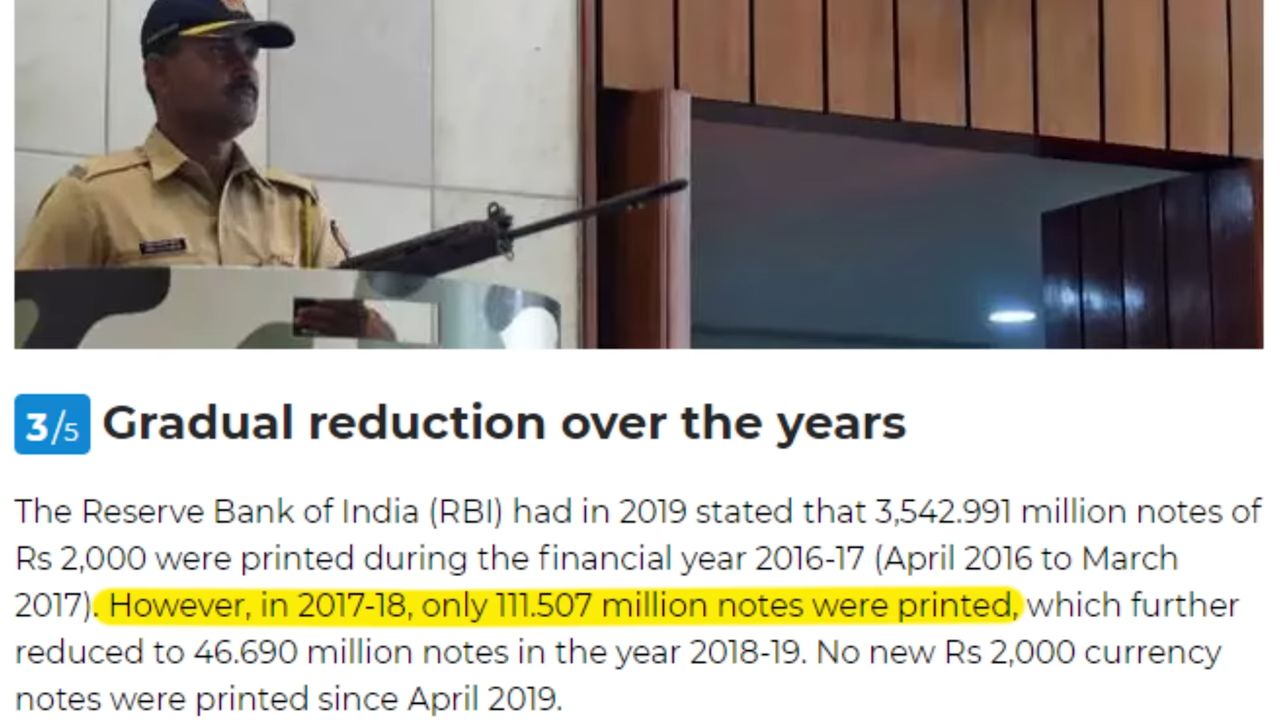 3/5 Gradual reduction over the years
The Reserve Bank of India (RBI) had in 2019 stated that 3,542.991 million notes of
Rs 2,000 were printed during the financial year 2016-17 (April 2016 to March
2017). However, in 2017-18, only 111.507 million notes were printed, which further
reduced to 46.690 million notes in the year 2018-19. No new Rs 2,000 currency
notes were printed since April 2019.